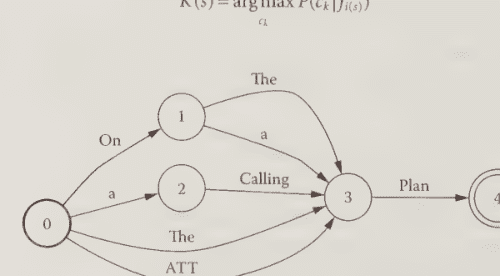 K(s) = arg max P(c_k | f_i(s))
c_k
The
1
On
a
a
2
Calling
3
Plan
4
0
The
ATT